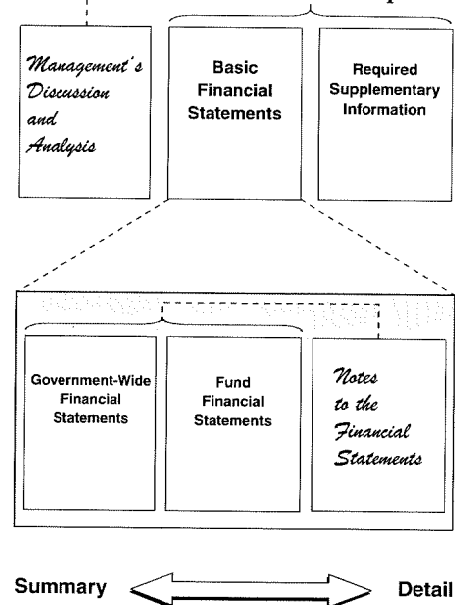 Management's
Discussion
and
Analysis
Basic
Financial
Statements
Required
Supplementary
Information
Government-Wide
Financial
Statements
Fund
Financial
Statements
Notes
to the
Financial
Statements
Summary
Detail